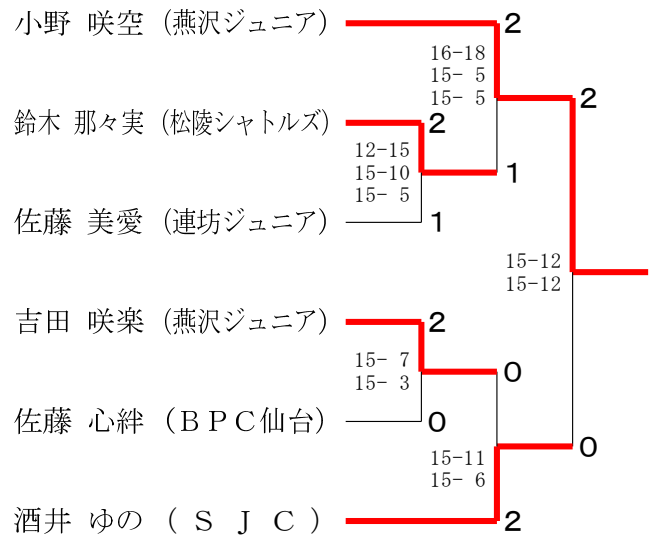 小野 咲空 (燕沢ジュニア) 2
16-18
15- 5
15- 5
2
鈴木 那々実 (松陵シャトルズ) 2
12-15
15-10
15- 5
1
佐藤 美愛 (連坊ジュニア) 1
15-12
15-12
吉田 咲楽 (燕沢ジュニア) 2
15- 7
15- 3
0
佐藤 心絆 (ＢＰＣ仙台) 0
15-11
15- 6
0
酒井 ゆの ( Ｓ Ｊ Ｃ ) 2